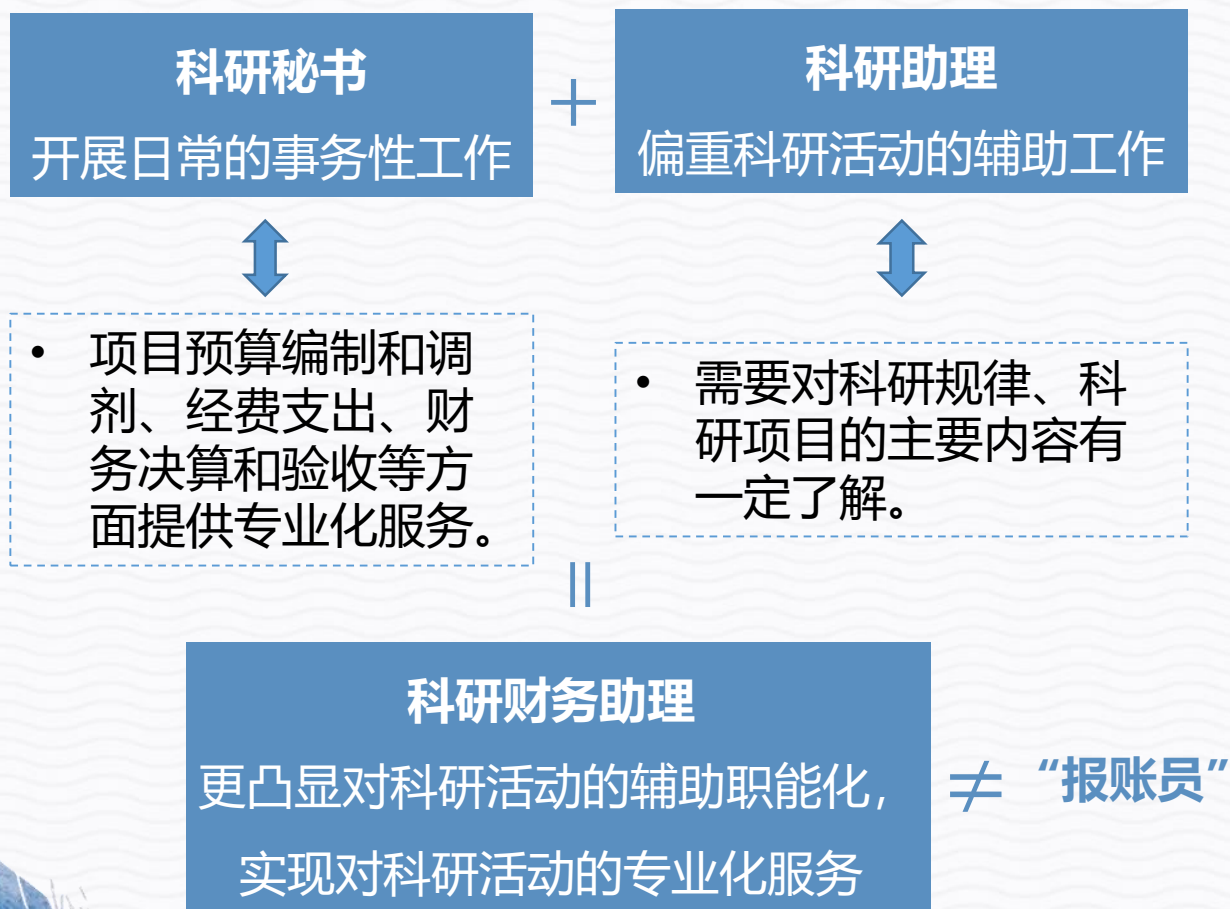 科研秘书
开展日常的事务性工作
＋
科研助理
偏重科研活动的辅助工作
• 项目预算编制和调
剂、经费支出、财
务决算和验收等方
面提供专业化服务。
• 需要对科研规律、科
研项目的主要内容有
一定了解。
＝
科研财务助理
更凸显对科研活动的辅助职能化，
实现对科研活动的专业化服务
≠ “报账员”